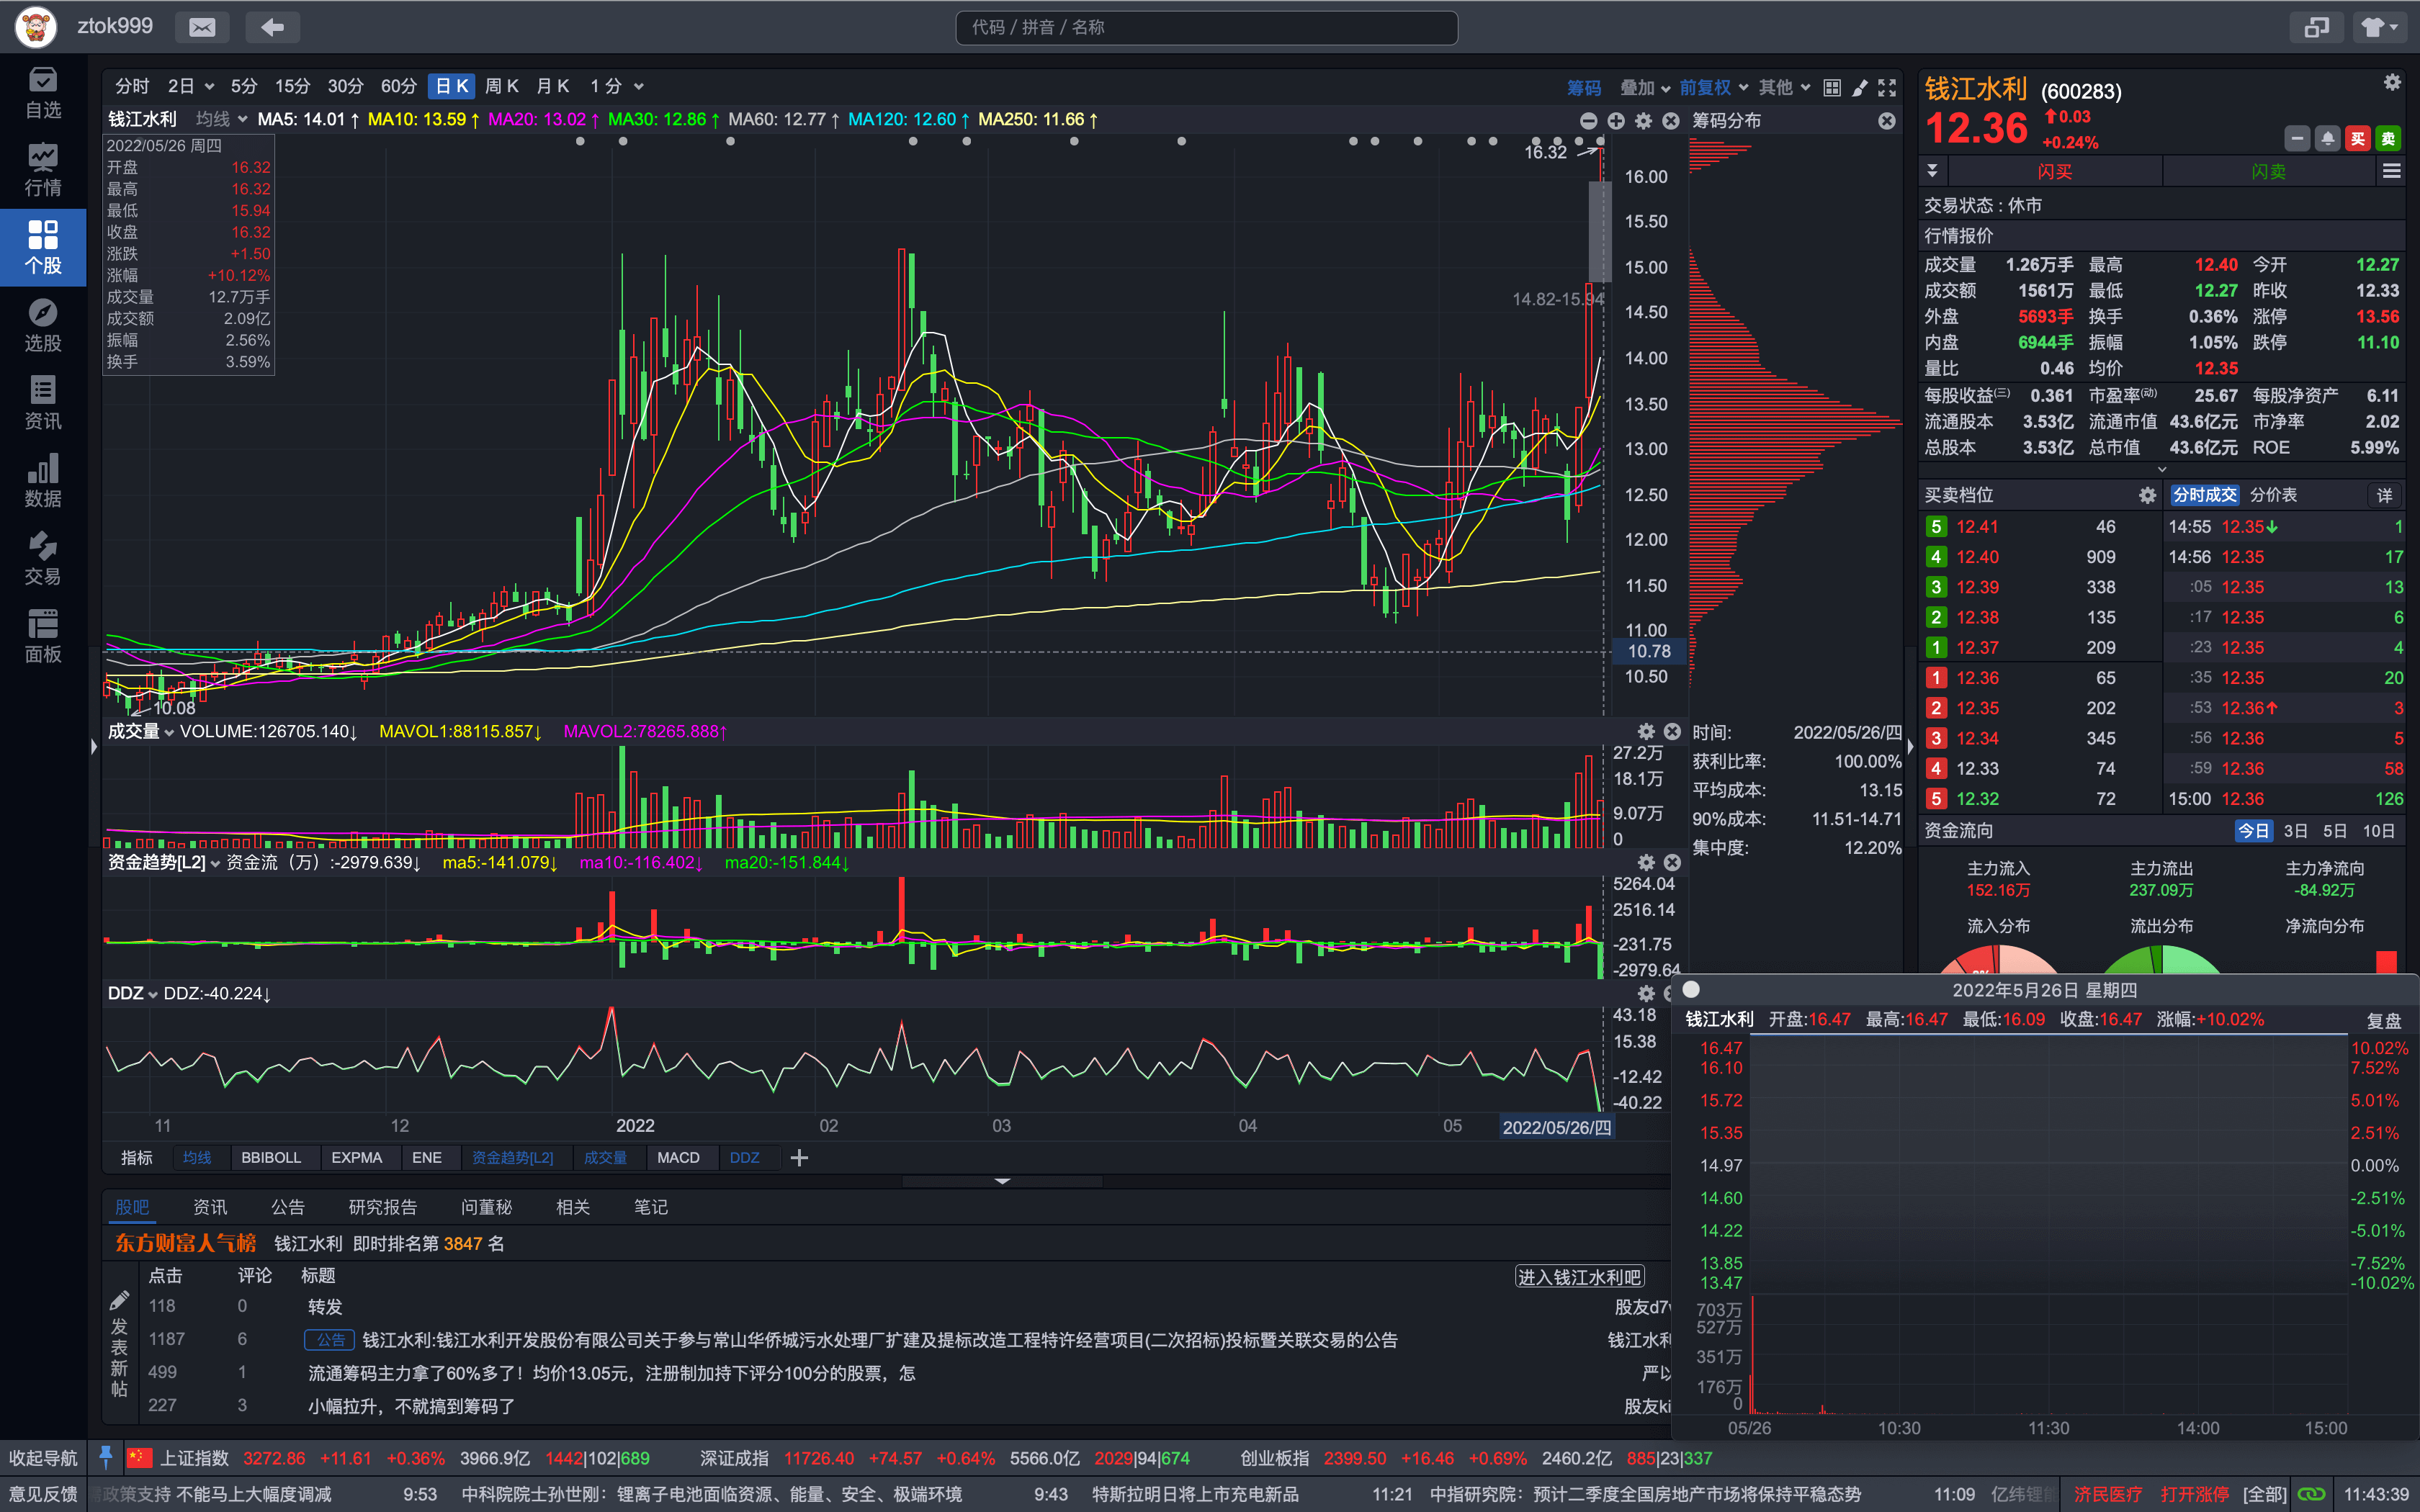 ztok999
代码 / 拼音 / 名称
自选
行情
个股
选股
资讯
数据
交易
面板
分时 2日 5分 15分 30分 60分 日K 周K 月K 1分 筹码 叠加 前复权 其他
钱江水利 均线 MA5: 14.01↑ MA10: 13.59↑ MA20: 13.02↑ MA30: 12.86↑ MA60: 12.77↑ MA120: 12.60↑ MA250: 11.66↑ 筹码分布
2022/05/26 周四
开盘 16.32
最高 16.32
最低 15.94
收盘 16.32
涨跌 +1.50
涨幅 +10.12%
成交量 12.7万手
成交额 2.09亿
振幅 2.56%
换手 3.59%
16.32
14.82-15.94
10.08
16.00
15.50
15.00
14.50
14.00
13.50
13.00
12.50
12.00
11.50
11.00
10.78
10.50
成交量 VOLUME:126705.140↓ MAVOL1:88115.857↓ MAVOL2:78265.888↑
27.2万
18.1万
9.07万
0
时间: 2022/05/26/四
获利比率: 100.00%
平均成本: 13.15
90%成本: 11.51-14.71
集中度: 12.20%
资金趋势[L2] 资金流（万）:-2979.639↓ ma5:-141.079↓ ma10:-116.402↓ ma20:-151.844↓
5264.04
2516.14
-231.75
-2979.64
DDZ DDZ:-40.224↓
43.18
15.38
-12.42
-40.22
11 12 2022 02 03 04 05 2022/05/26/四
指标 均线 BBIBOLL EXPMA ENE 资金趋势[L2] 成交量 MACD DDZ
股吧 资讯 公告 研究报告 问董秘 相关 笔记
东方财富人气榜 钱江水利 即时排名第 3847 名
点击 评论 标题 进入钱江水利吧
118 0 转发 股友d7
1187 6 公告 钱江水利:钱江水利开发股份有限公司关于参与常山华侨城污水处理厂扩建及提标改造工程特许经营项目(二次招标)投标暨关联交易的公告 钱江水利
499 1 流通筹码主力拿了60%多了！均价13.05元，注册制加持下评分100分的股票，怎 严以
227 3 小幅拉升，不就搞到筹码了 股友ki
发表新帖
钱江水利 (600283)
12.36 0.03
+0.24%
买 卖
闪买 闪卖
交易状态 : 休市
行情报价
成交量 1.26万手 最高 12.40 今开 12.27
成交额 1561万 最低 12.27 昨收 12.33
外盘 5693手 换手 0.36% 涨停 13.56
内盘 6944手 振幅 1.05% 跌停 11.10
量比 0.46 均价 12.35
每股收益(三) 0.361 市盈率(动) 25.67 每股净资产 6.11
流通股本 3.53亿 流通市值 43.6亿元 市净率 2.02
总股本 3.53亿 总市值 43.6亿元 ROE 5.99%
买卖档位 分时成交 分价表 详
5 12.41 46 14:55 12.35↓ 1
4 12.40 909 14:56 12.35 17
3 12.39 338 :05 12.35 13
2 12.38 135 :17 12.35 6
1 12.37 209 :23 12.35 4
1 12.36 65 :35 12.35 20
2 12.35 202 :53 12.36↑ 3
3 12.34 345 :56 12.36 5
4 12.33 74 :59 12.36 58
5 12.32 72 15:00 12.36 126
资金流向 今日 3日 5日 10日
主力流入 主力流出 主力净流向
152.16万 237.09万 -84.92万
流入分布 流出分布 净流向分布
2022年5月26日 星期四
钱江水利 开盘:16.47 最高:16.47 最低:16.09 收盘:16.47 涨幅:+10.02% 复盘
16.47 10.02%
16.10 7.52%
15.72 5.01%
15.35 2.51%
14.97 0.00%
14.60 -2.51%
14.22 -5.01%
13.85 -7.52%
13.47 -10.02%
703万
527万
351万
176万
0
05/26 10:30 11:30 14:00 15:00
收起导航 上证指数 3272.86 +11.61 +0.36% 3966.9亿 1442|102|689 深证成指 11726.40 +74.57 +0.64% 5566.0亿 2029|94|674 创业板指 2399.50 +16.46 +0.69% 2460.2亿 885|23|337
意见反馈 政策支持 不能马上大幅度调减 9:53 中科院院士孙世刚：锂离子电池面临资源、能量、安全、极端环境 9:43 特斯拉明日将上市充电新品 11:21 中指研究院：预计二季度全国房地产市场将保持平稳态势 11:09 亿纬锂能 济民医疗 打开涨停 [全部] 11:43:39